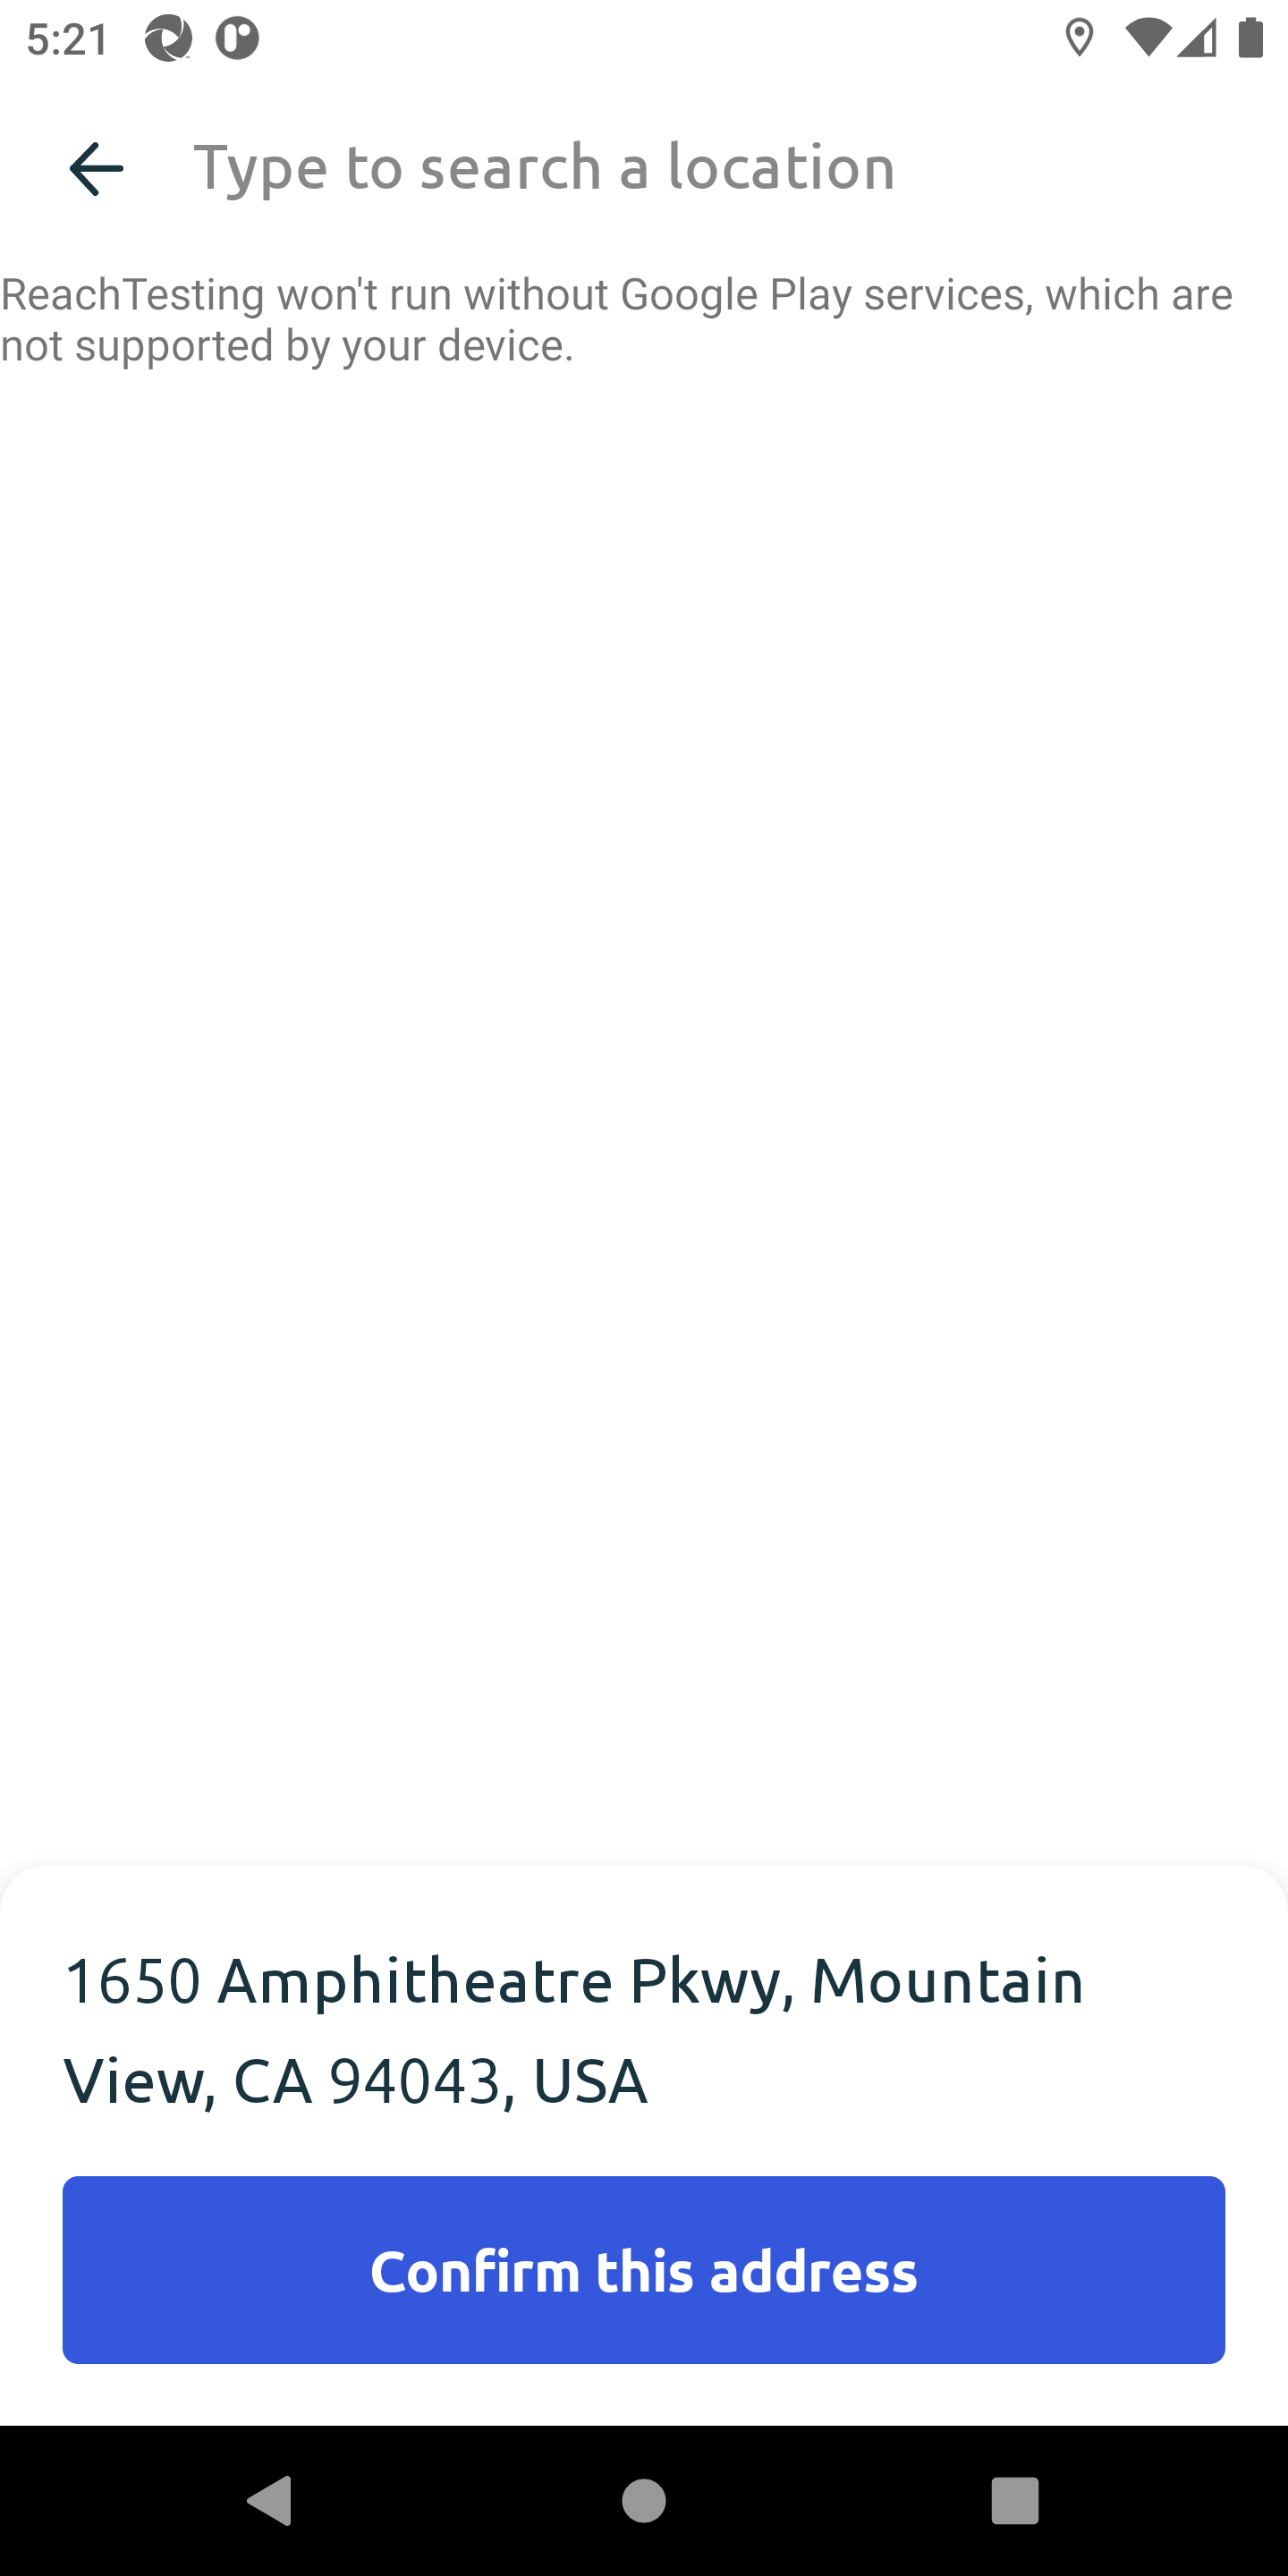 5:21
Type to search a location
ReachTesting won't run without Google Play services, which are
not supported by your device.
1650 Amphitheatre Pkwy, Mountain
View, CA 94043, USA
Confirm this address